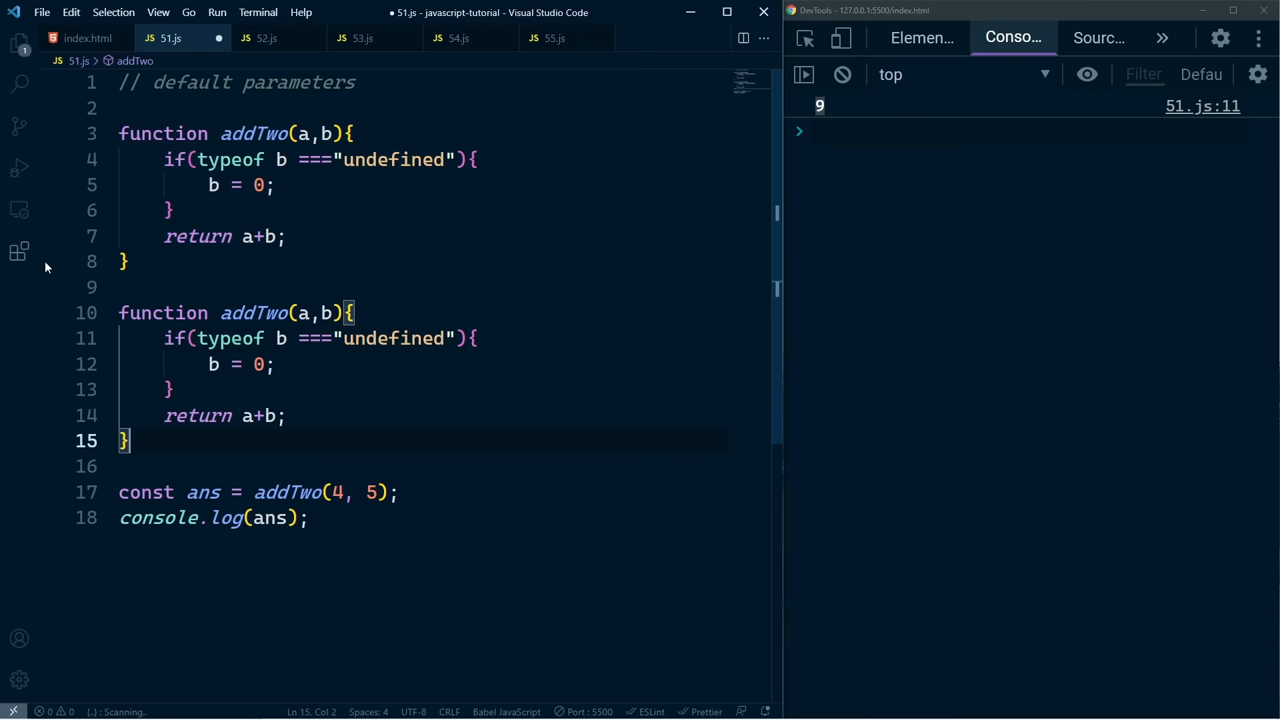 File Edit Selection View Go Run Terminal Help ● 51.js - javascript-tutorial - Visual Studio Code
index.html JS 51.js JS 52.js JS 53.js JS 54.js JS 55.js
JS 51.js > addTwo
1 // default parameters
2
3 function addTwo(a,b){
4 if(typeof b ==="undefined"){
5 b = 0;
6 }
7 return a+b;
8 }
9
10 function addTwo(a,b){
11 if(typeof b ==="undefined"){
12 b = 0;
13 }
14 return a+b;
15 }
16
17 const ans = addTwo(4, 5);
18 console.log(ans);
1
0 0 {..} : Scanning.. Ln 15, Col 2 Spaces: 4 UTF-8 CRLF Babel JavaScript Port : 5500 ESLint Prettier
DevTools - 127.0.0.1:5500/index.html
Elemen... Conso... Sourc... »
top Filter Defau
9 51.js:11
>